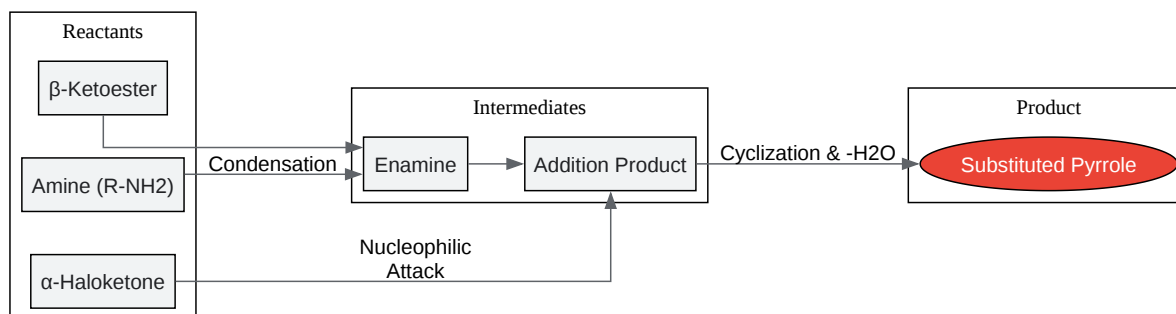 Reactants
β-Ketoester
Amine (R-NH2)
α-Haloketone
Condensation
Nucleophilic
Attack
Intermediates
Enamine
Addition Product
Cyclization & -H2O
Product
Substituted Pyrrole